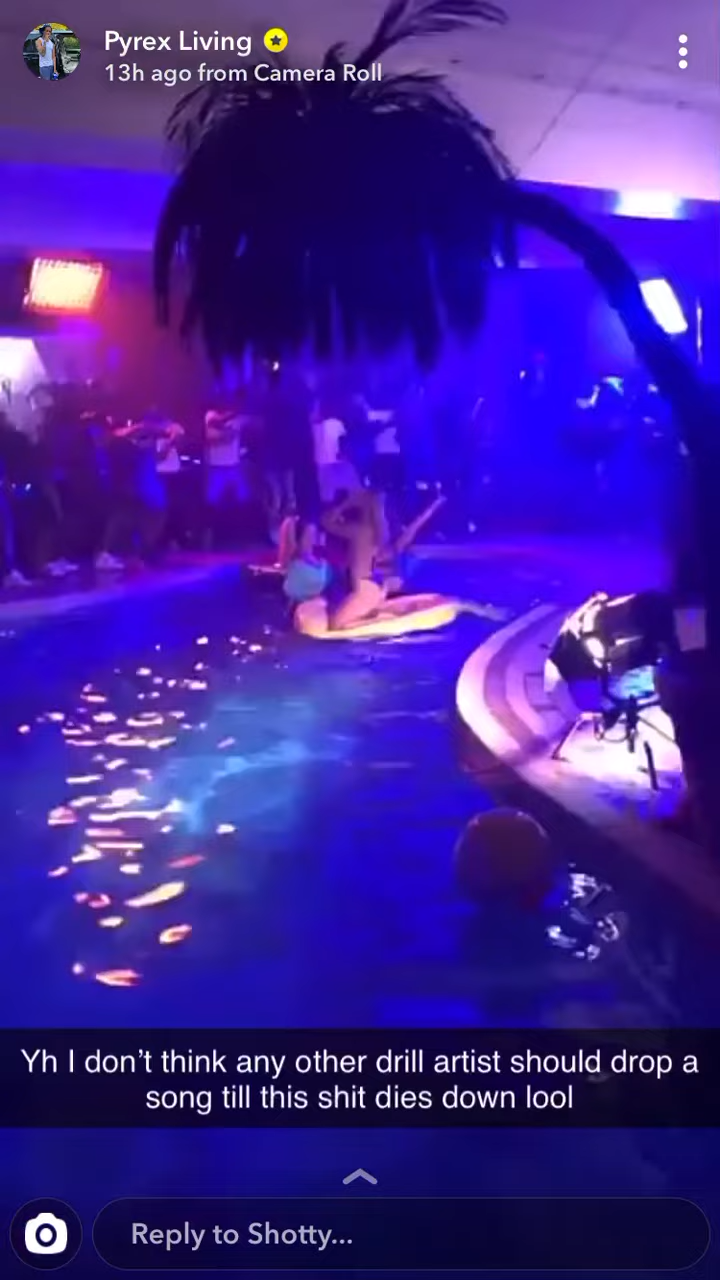 Pyrex Living
13h ago from Camera Roll
Yh I don't think any other drill artist should drop a
song till this shit dies down lool
Reply to Shotty...